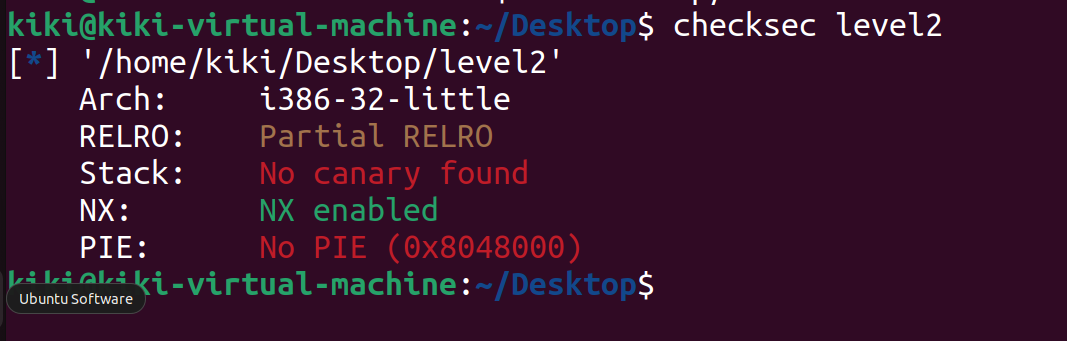 kiki@kiki-virtual-machine:~/Desktop$ checksec level2
[*] '/home/kiki/Desktop/level2'
    Arch:     i386-32-little
    RELRO:    Partial RELRO
    Stack:    No canary found
    NX:       NX enabled
    PIE:      No PIE (0x8048000)
kiki@kiki-virtual-machine:~/Desktop$
Ubuntu Software